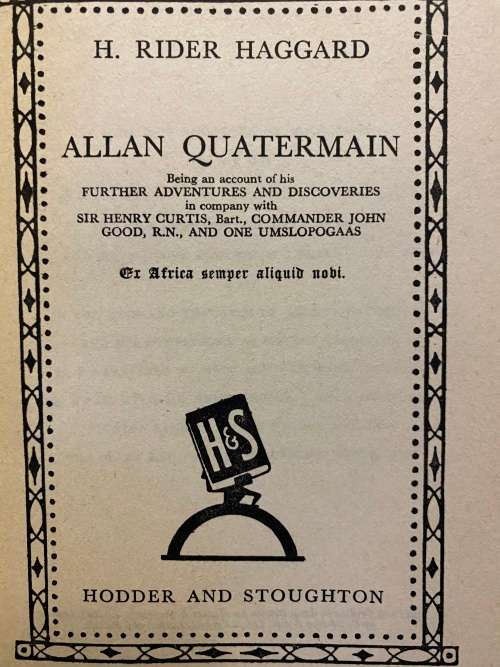 H. RIDER HAGGARD
ALLAN QUATERMAIN
Being an account of his
FURTHER ADVENTURES AND DISCOVERIES
in company with
SIR HENRY CURTIS, Bart., COMMANDER JOHN
GOOD, R.N., AND ONE UMSLOPOGAAS
Ex Africa semper aliquid nobi.
H&S
HODDER AND STOUGHTON